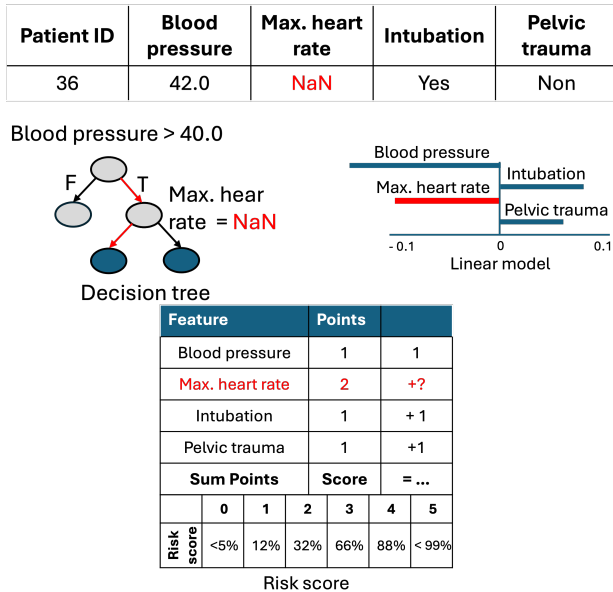 Patient ID Blood pressure Max. heart rate Intubation Pelvic trauma
36 42.0 NaN Yes Non
Blood pressure > 40.0
F T
Max. hear
rate = NaN
Decision tree
Blood pressure
Intubation
Max. heart rate
Pelvic trauma
- 0.1 0 0.1
Linear model
Feature Points
Blood pressure 1 1
Max. heart rate 2 +?
Intubation 1 + 1
Pelvic trauma 1 +1
Sum Points Score = ...
0 1 2 3 4 5
Risk score <5% 12% 32% 66% 88% < 99%
Risk score